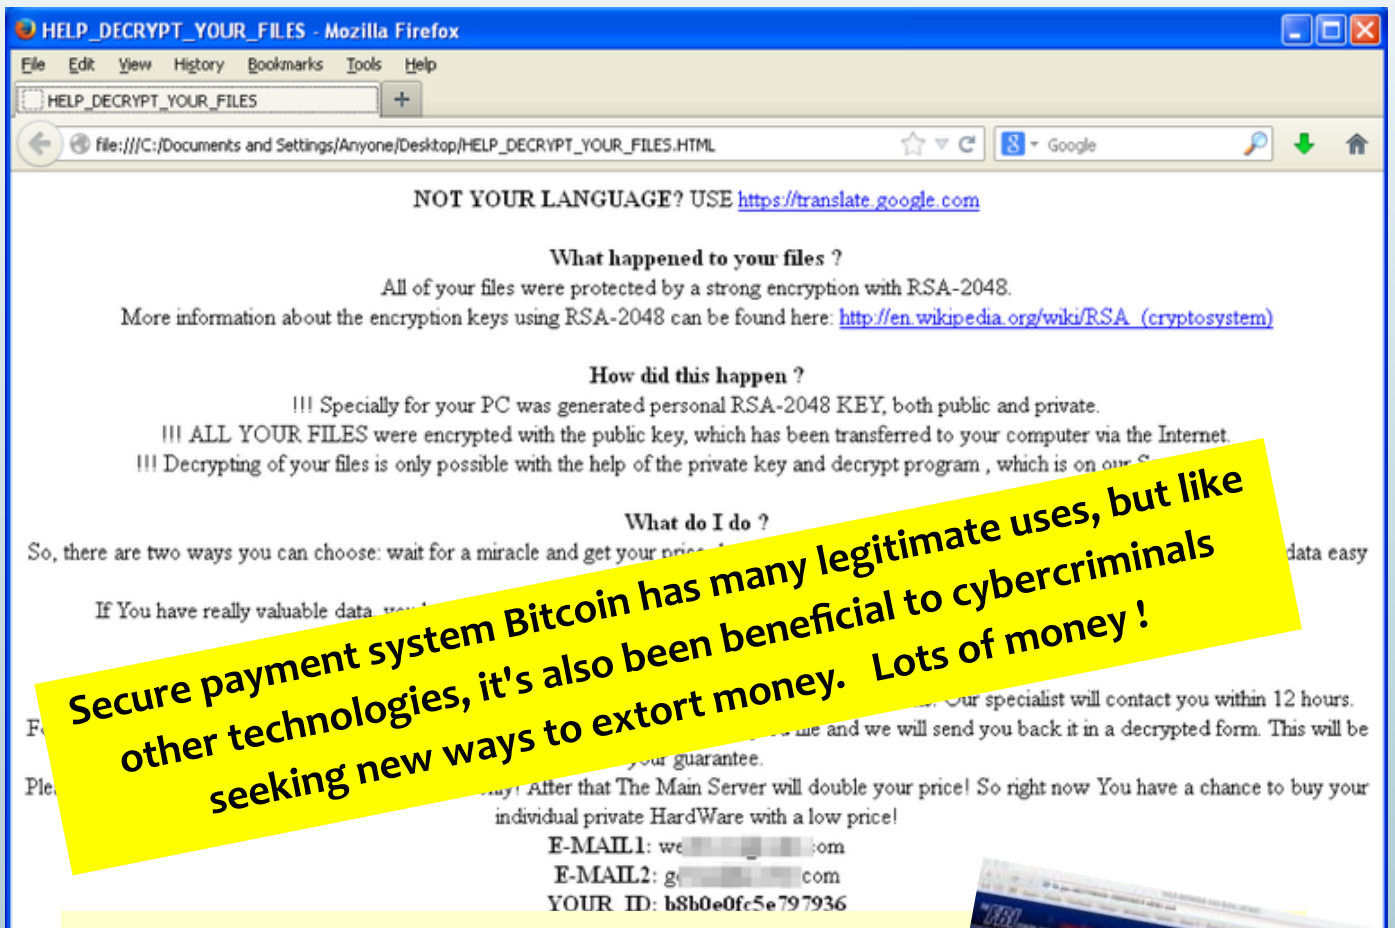 HELP_DECRYPT_YOUR_FILES - Mozilla Firefox
File Edit View History Bookmarks Tools Help
HELP_DECRYPT_YOUR_FILES +
file:///C:/Documents and Settings/Anyone/Desktop/HELP_DECRYPT_YOUR_FILES.HTML 8 Google
NOT YOUR LANGUAGE? USE https://translate.google.com
What happened to your files ?
All of your files were protected by a strong encryption with RSA-2048.
More information about the encryption keys using RSA-2048 can be found here: http://en.wikipedia.org/wiki/RSA_(cryptosystem)
How did this happen ?
!!! Specially for your PC was generated personal RSA-2048 KEY, both public and private.
!!! ALL YOUR FILES were encrypted with the public key, which has been transferred to your computer via the Internet.
!!! Decrypting of your files is only possible with the help of the private key and decrypt program , which is on our
What do I do ?
So, there are two ways you can choose: wait for a miracle and get your data easy
If You have really valuable data,
Secure payment system Bitcoin has many legitimate uses, but like
other technologies, it's also been beneficial to cybercriminals
seeking new ways to extort money. Lots of money !
Our specialist will contact you within 12 hours.
and we will send you back it in a decrypted form. This will be
your guarantee.
After that The Main Server will double your price! So right now You have a chance to buy your
individual private HardWare with a low price!
E-MAIL1: we com
E-MAIL2: g com
YOUR_ID: b8b0e0fc5e797936
FBI